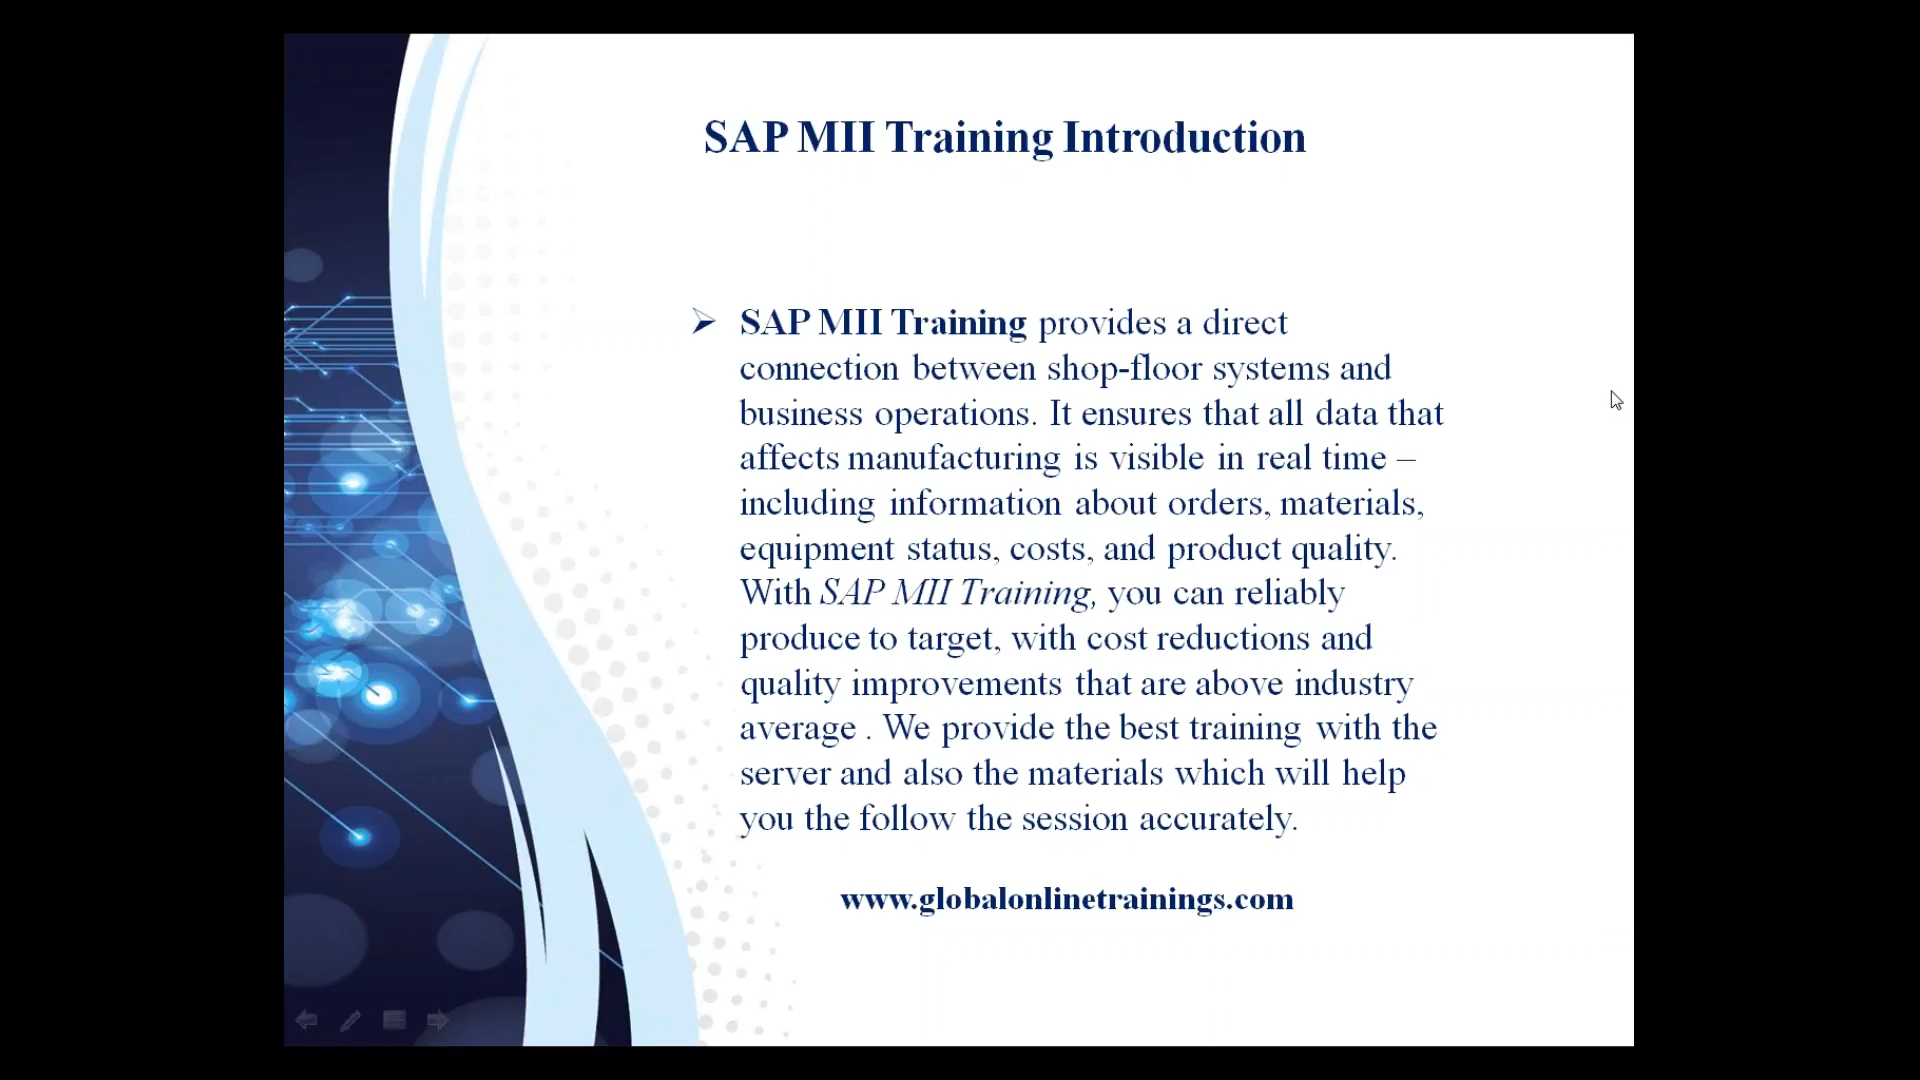 SAP MII Training Introduction
SAP MII Training provides a direct
connection between shop-floor systems and
business operations. It ensures that all data that
affects manufacturing is visible in real time –
including information about orders, materials,
equipment status, costs, and product quality.
With SAP MII Training, you can reliably
produce to target, with cost reductions and
quality improvements that are above industry
average . We provide the best training with the
server and also the materials which will help
you the follow the session accurately.
www.globalonlinetrainings.com